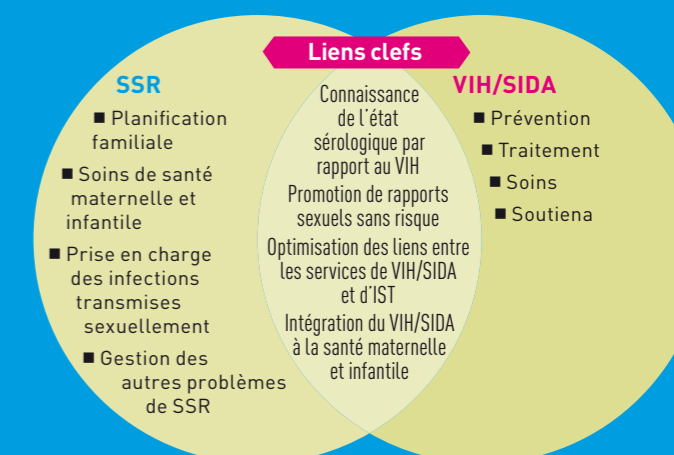 Liens clefs
SSR
■ Planification
familiale
■ Soins de santé
maternelle et
infantile
■ Prise en charge
des infections
transmises
sexuellement
■ Gestion des
autres problèmes
de SSR
Connaissance
de l'état
sérologique par
rapport au VIH
Promotion de rapports
sexuels sans risque
Optimisation des liens entre
les services de VIH/SIDA
et d'IST
Intégration du VIH/SIDA
à la santé maternelle
et infantile
VIH/SIDA
■ Prévention
■ Traitement
■ Soins
■ Soutiena